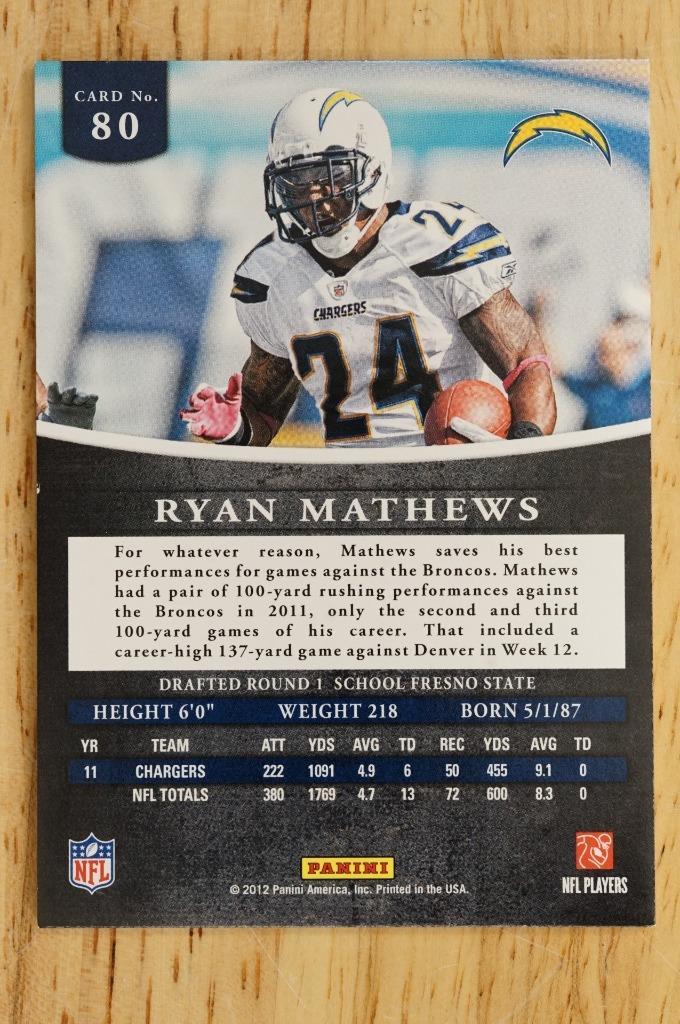 CARD No.
80
24
CHARGERS
24
RYAN MATHEWS
For whatever reason, Mathews saves his best
performances for games against the Broncos. Mathews
had a pair of 100-yard rushing performances against
the Broncos in 2011, only the second and third
100-yard games of his career. That included a
career-high 137-yard game against Denver in Week 12.
DRAFTED ROUND 1 SCHOOL FRESNO STATE
HEIGHT 6'0" WEIGHT 218 BORN 5/1/87
YR TEAM ATT YDS AVG TD REC YDS AVG TD
11 CHARGERS 222 1091 4.9 6 50 455 9.1 0
NFL TOTALS 380 1769 4.7 13 72 600 8.3 0
NFL
PANINI
NFL PLAYERS
© 2012 Panini America, Inc. Printed in the USA.